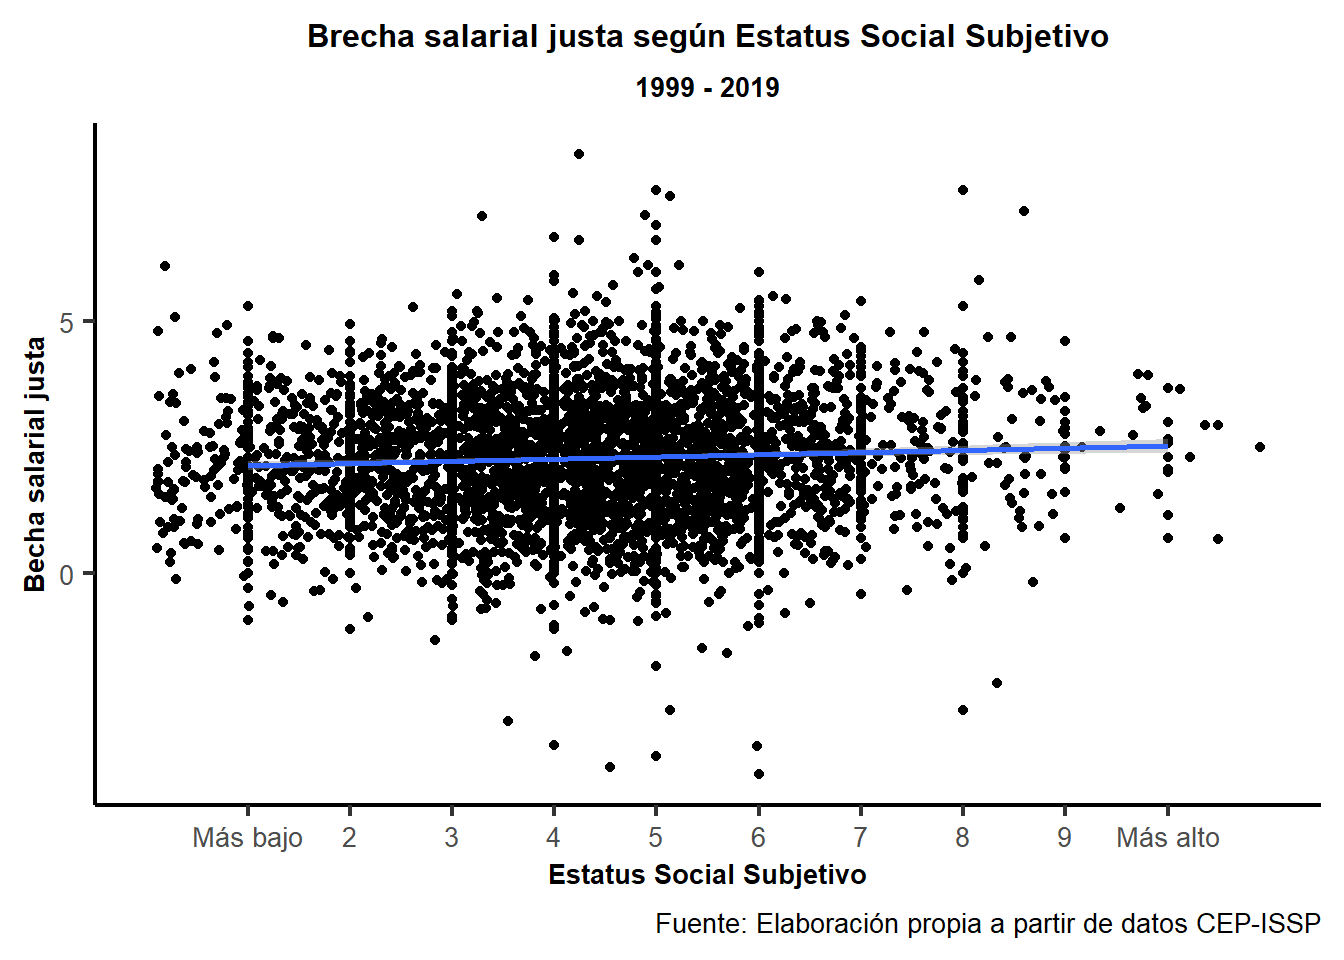 Brecha salarial justa según Estatus Social Subjetivo
1999 - 2019
Becha salarial justa
5
0
Más bajo 2 3 4 5 6 7 8 9 Más alto
Estatus Social Subjetivo
Fuente: Elaboración propia a partir de datos CEP-ISSP